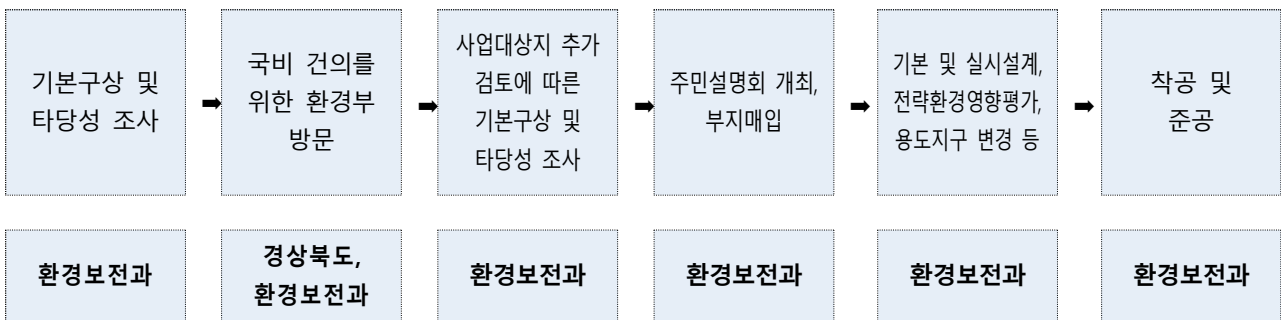 기본구상 및
타당성 조사
➡
국비 건의를
위한 환경부
방문
➡
사업대상지 추가
검토에 따른
기본구상 및
타당성 조사
➡
주민설명회 개최,
부지매입
➡
기본 및 실시설계,
전략환경영향평가,
용도지구 변경 등
➡
착공 및
준공
환경보전과
경상북도,
환경보전과
환경보전과
환경보전과
환경보전과
환경보전과